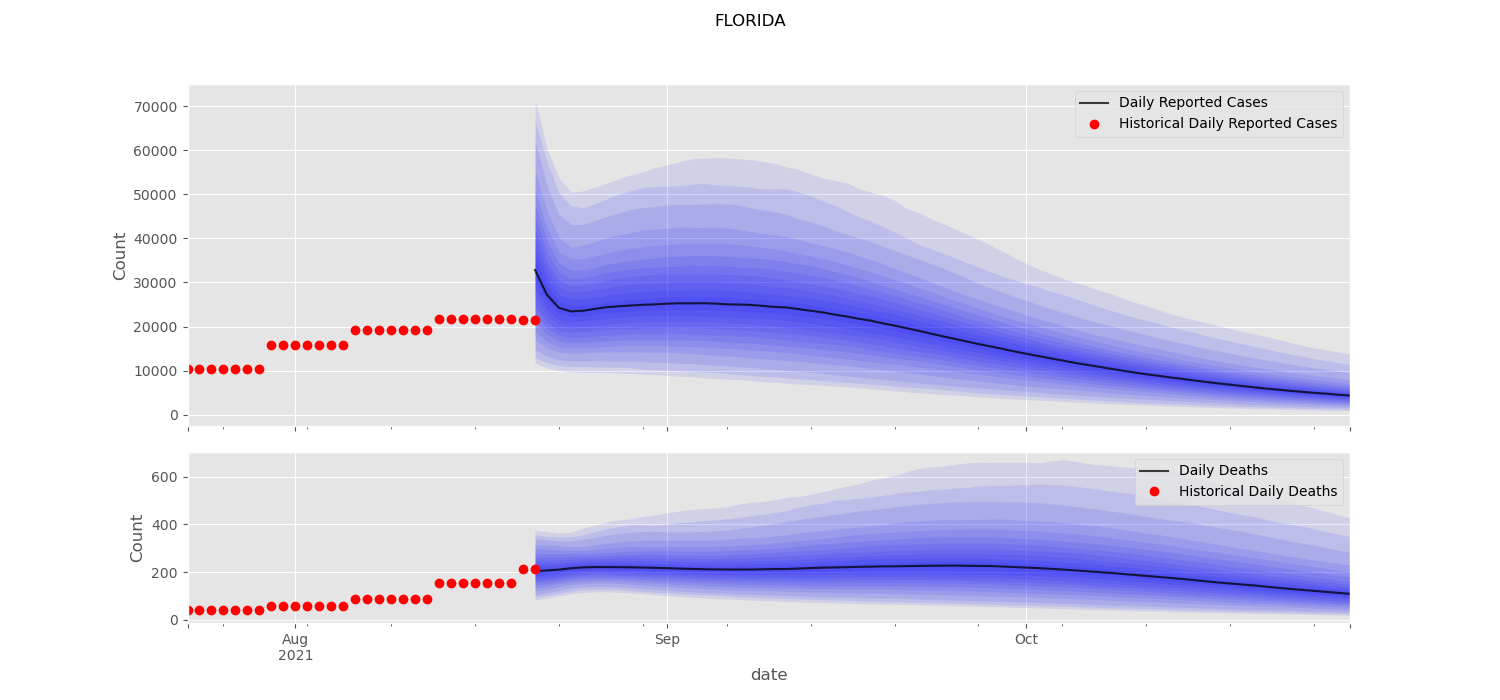 FLORIDA
70000
60000
50000
40000
30000
20000
10000
0
Count
Daily Reported Cases
Historical Daily Reported Cases
600
400
200
0
Count
Daily Deaths
Historical Daily Deaths
Aug
2021
Sep
Oct
date